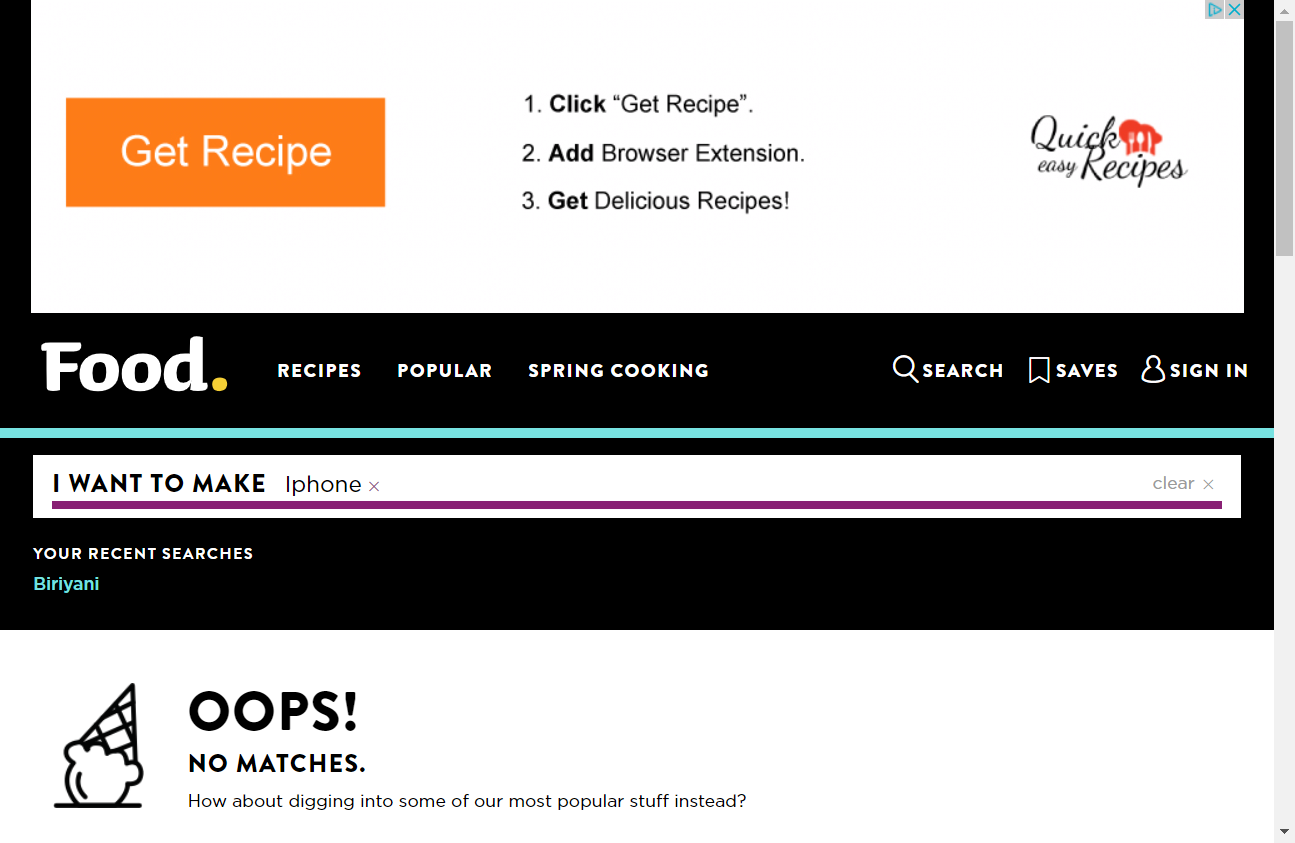 Get Recipe
1. Click “Get Recipe”.
2. Add Browser Extension.
3. Get Delicious Recipes!
Quick
easy Recipes
Food.
RECIPES POPULAR SPRING COOKING SEARCH SAVES SIGN IN
I WANT TO MAKE Iphone × clear ×
YOUR RECENT SEARCHES
Biriyani
OOPS!
NO MATCHES.
How about digging into some of our most popular stuff instead?